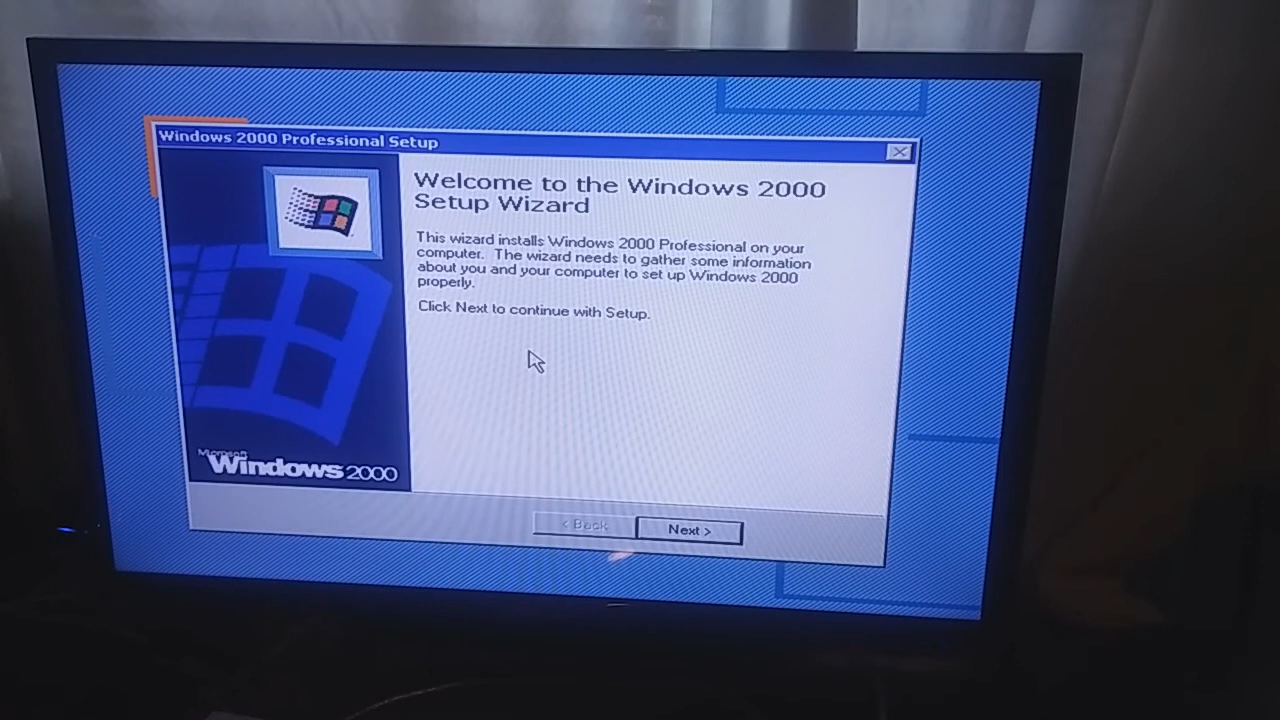 Windows 2000 Professional Setup
Welcome to the Windows 2000
Setup Wizard
This wizard installs Windows 2000 Professional on your
computer. The wizard needs to gather some information
about you and your computer to set up Windows 2000
properly.
Click Next to continue with Setup.
Microsoft
Windows 2000
< Back
Next >